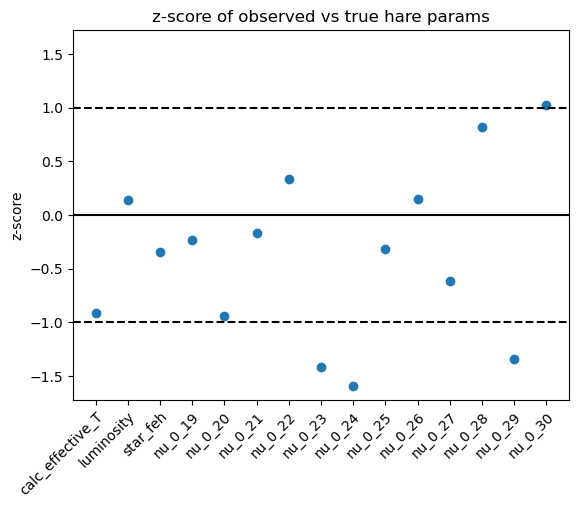 z-score of observed vs true hare params
z-score
1.5
1.0
0.5
0.0
−0.5
−1.0
−1.5
calc_effective_T
luminosity
star_feh
nu_0_19
nu_0_20
nu_0_21
nu_0_22
nu_0_23
nu_0_24
nu_0_25
nu_0_26
nu_0_27
nu_0_28
nu_0_29
nu_0_30